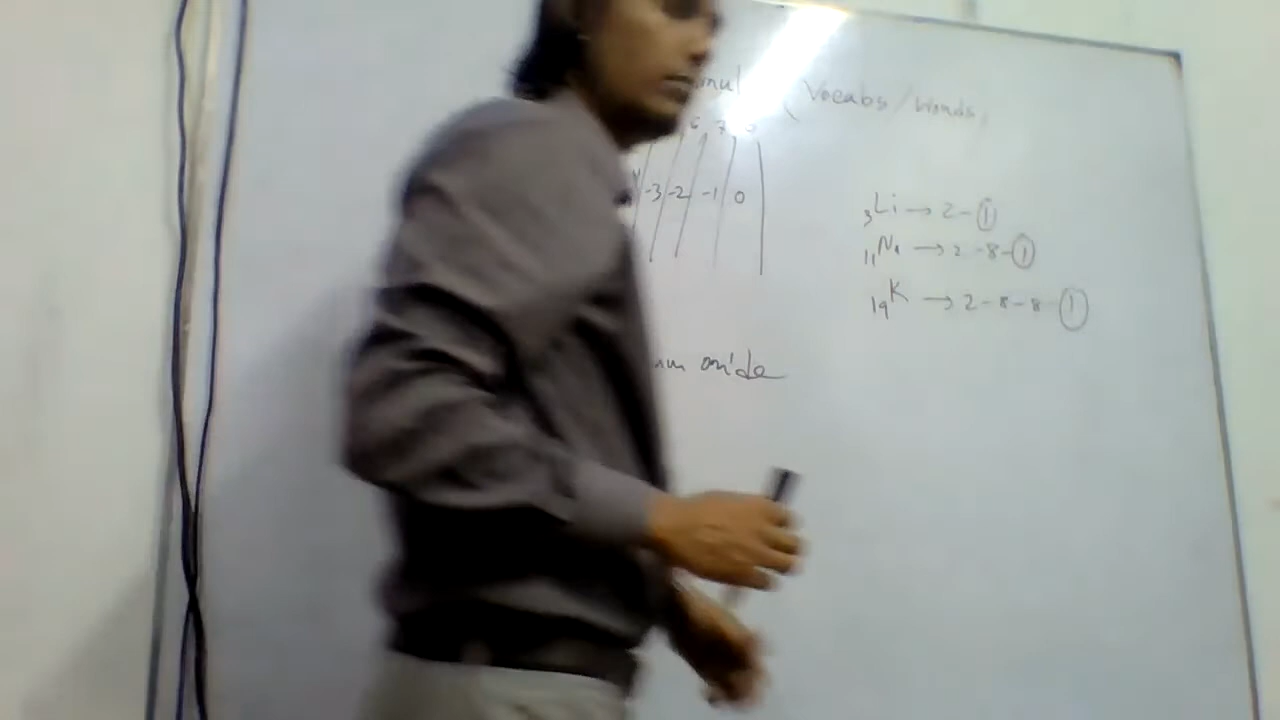 Vocabs / words,
6 7
-3 -2 -1 0
₃Li → 2 - 1
₁₁Na → 2 - 8 - 1
₁₉K → 2 - 8 - 8 - 1
oxide